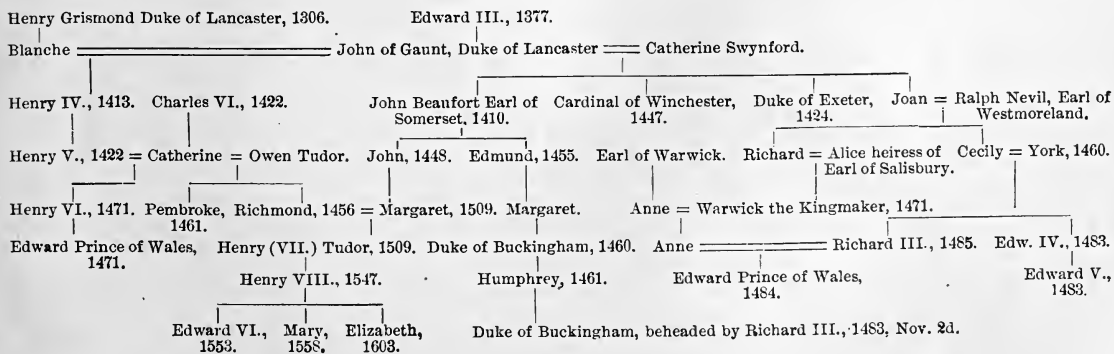 Henry Grismond Duke of Lancaster, 1306. Edward III., 1377.
Blanche John of Gaunt, Duke of Lancaster = Catherine Swynford.
Henry IV., 1413. Charles VI., 1422. John Beaufort Earl of Cardinal of Winchester, Duke of Exeter, Joan = Ralph Nevil, Earl of
Somerset, 1410. 1447. 1424. Westmoreland.
Henry V., 1422 = Catherine = Owen Tudor. John, 1448. Edmund, 1455. Earl of Warwick. Richard = Alice heiress of Cecily = York, 1460.
Earl of Salisbury.
Henry VI., 1471. Pembroke, Richmond, 1456 = Margaret, 1509. Margaret. Anne = Warwick the Kingmaker, 1471.
1461.
Edward Prince of Wales, Henry (VII.) Tudor, 1509. Duke of Buckingham, 1460. Anne = Richard III., 1485. Edw. IV., 1483.
1471.
Henry VIII., 1547. Humphrey, 1461. Edward Prince of Wales, Edward V.,
1484. 1483.
Edward VI., Mary, Elizabeth, Duke of Buckingham, beheaded by Richard III., 1483, Nov. 2d.
1553. 1558. 1603.